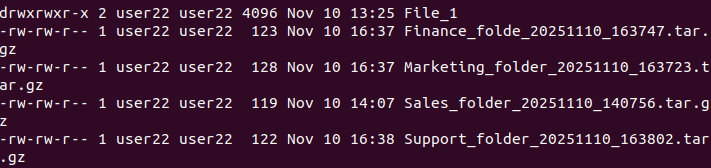 drwxrwxr-x 2 user22 user22 4096 Nov 10 13:25 File_1
-rw-rw-r-- 1 user22 user22  123 Nov 10 16:37 Finance_folde_20251110_163747.tar.
gz
-rw-rw-r-- 1 user22 user22  128 Nov 10 16:37 Marketing_folder_20251110_163723.t
ar.gz
-rw-rw-r-- 1 user22 user22  119 Nov 10 14:07 Sales_folder_20251110_140756.tar.g
z
-rw-rw-r-- 1 user22 user22  122 Nov 10 16:38 Support_folder_20251110_163802.tar
.gz